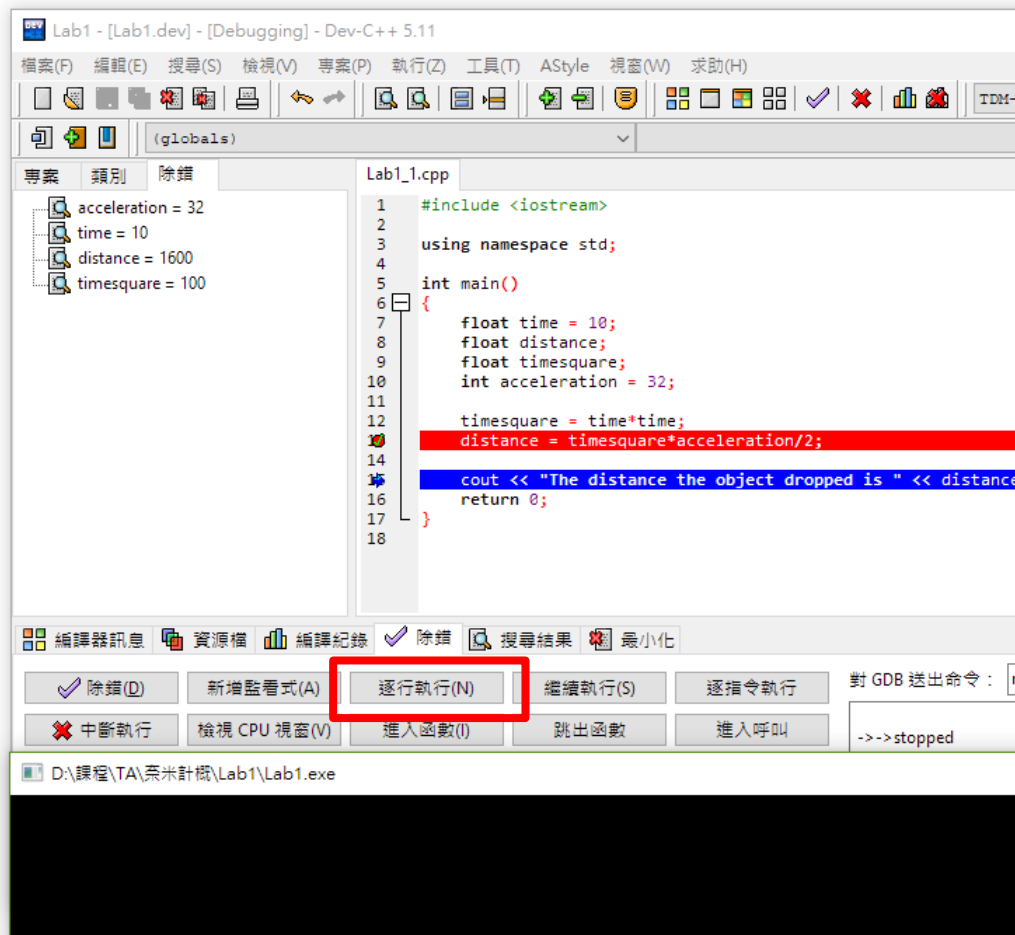 Lab1 - [Lab1.dev] - [Debugging] - Dev-C++ 5.11
檔案(F) 編輯(E) 搜尋(S) 檢視(V) 專案(P) 執行(Z) 工具(T) AStyle 視窗(W) 求助(H)
TDM-
(globals)
專案 類別 除錯
acceleration = 32
time = 10
distance = 1600
timesquare = 100
Lab1_1.cpp
1 #include <iostream>
2
3 using namespace std;
4
5 int main()
6 {
7 float time = 10;
8 float distance;
9 float timesquare;
10 int acceleration = 32;
11
12 timesquare = time*time;
distance = timesquare*acceleration/2;
14
15 cout << "The distance the object dropped is " << distance
16 return 0;
17 }
18
編譯器訊息 資源檔 編譯紀錄 除錯 搜尋結果 最小化
除錯(D) 新增監看式(A) 逐行執行(N) 繼續執行(S) 逐指令執行 對 GDB 送出命令：
中斷執行 檢視 CPU 視窗(V) 進入函數(I) 跳出函數 進入呼叫
->->stopped
D:\課程\TA\奈米計概\Lab1\Lab1.exe